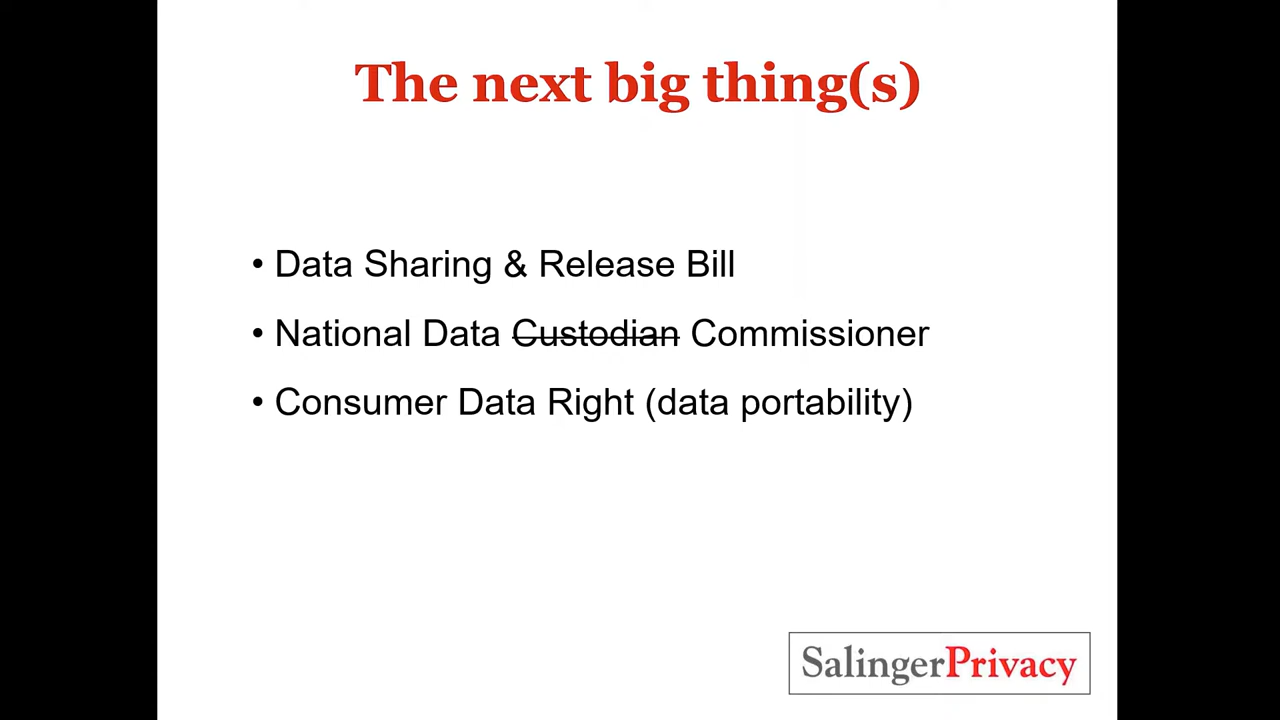 The next big thing(s)
• Data Sharing & Release Bill
• National Data Custodian Commissioner
• Consumer Data Right (data portability)
SalingerPrivacy